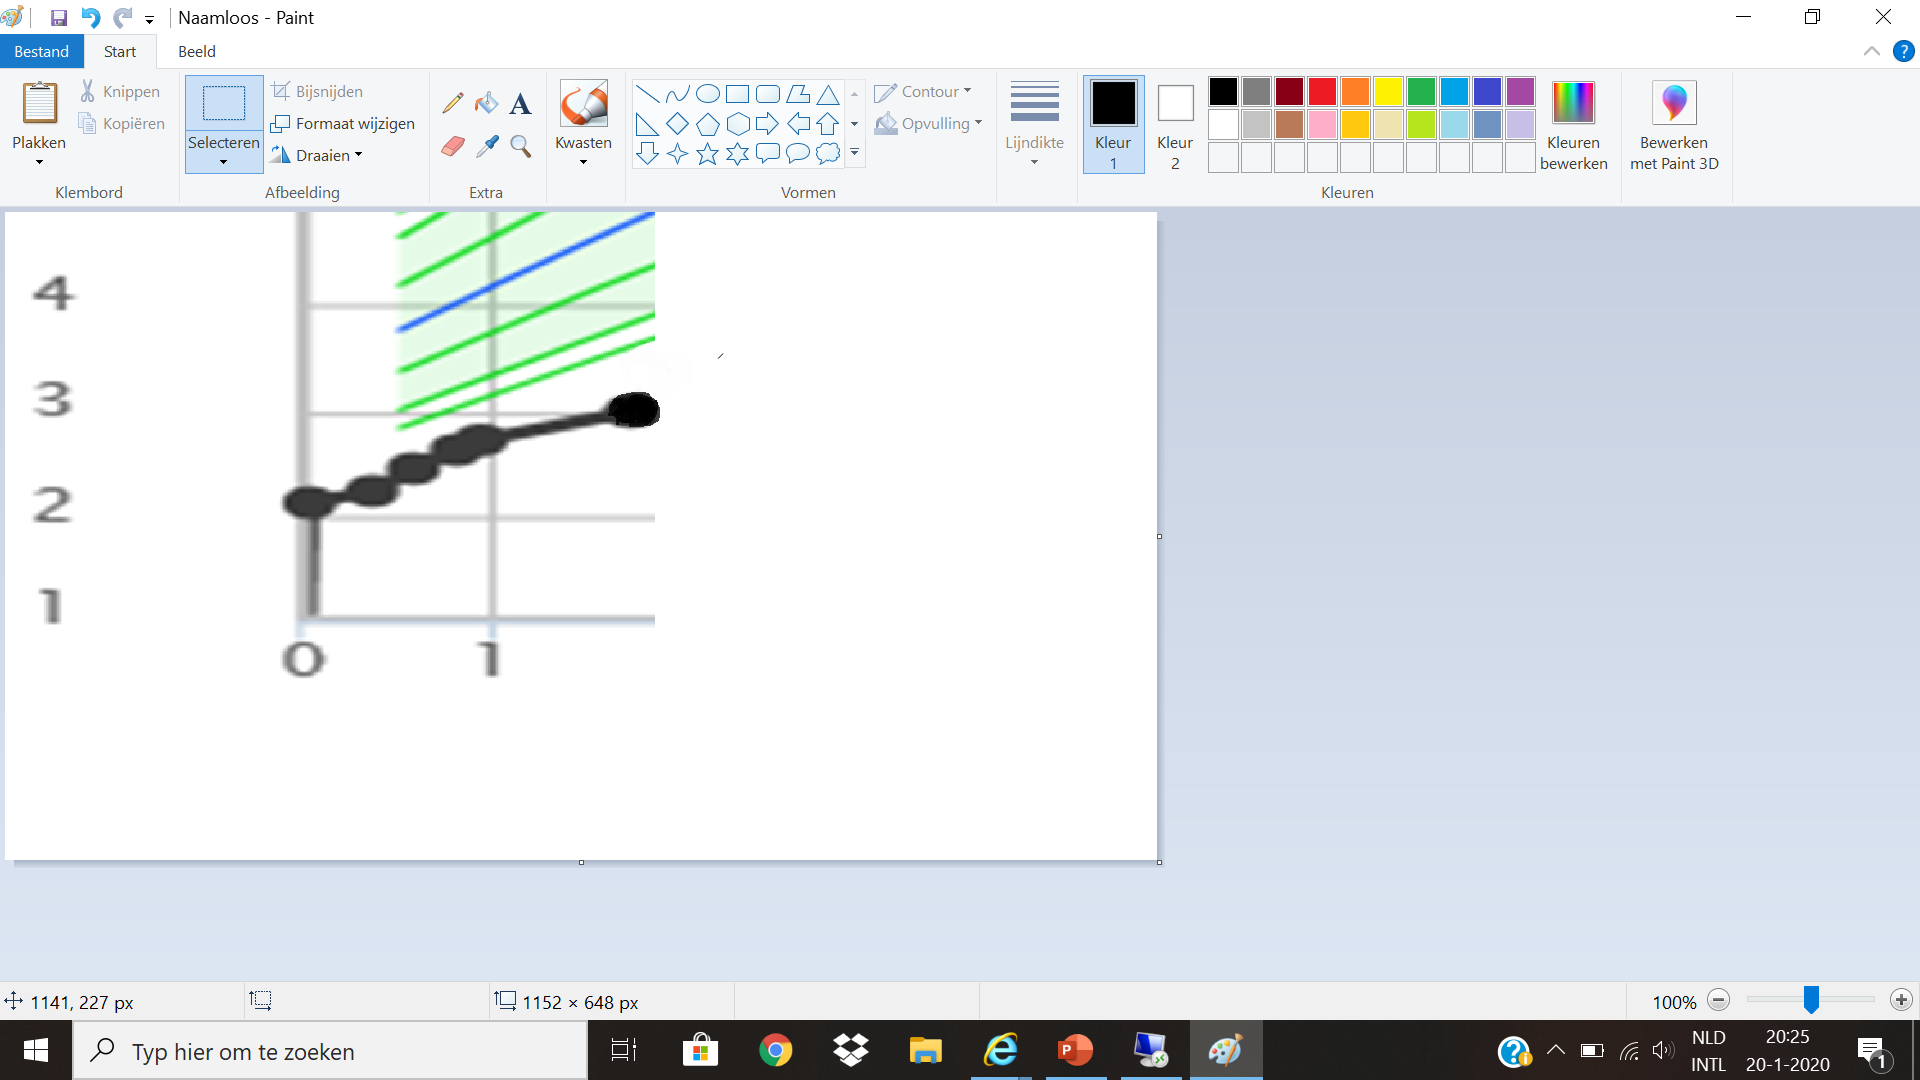 Naamloos - Paint
Bestand Start Beeld
Plakken
Knippen
Kopiëren
Klembord
Selecteren
Bijsnijden
Formaat wijzigen
Draaien
Afbeelding
A
Extra
Kwasten
Contour
Opvulling
Vormen
Lijndikte
Kleur
1
Kleur
2
Kleuren
bewerken
Kleuren
Bewerken
met Paint 3D
4
3
2
1
0 1
1141, 227 px
1152 × 648 px
100%
Typ hier om te zoeken
NLD
INTL
20:25
20-1-2020
1